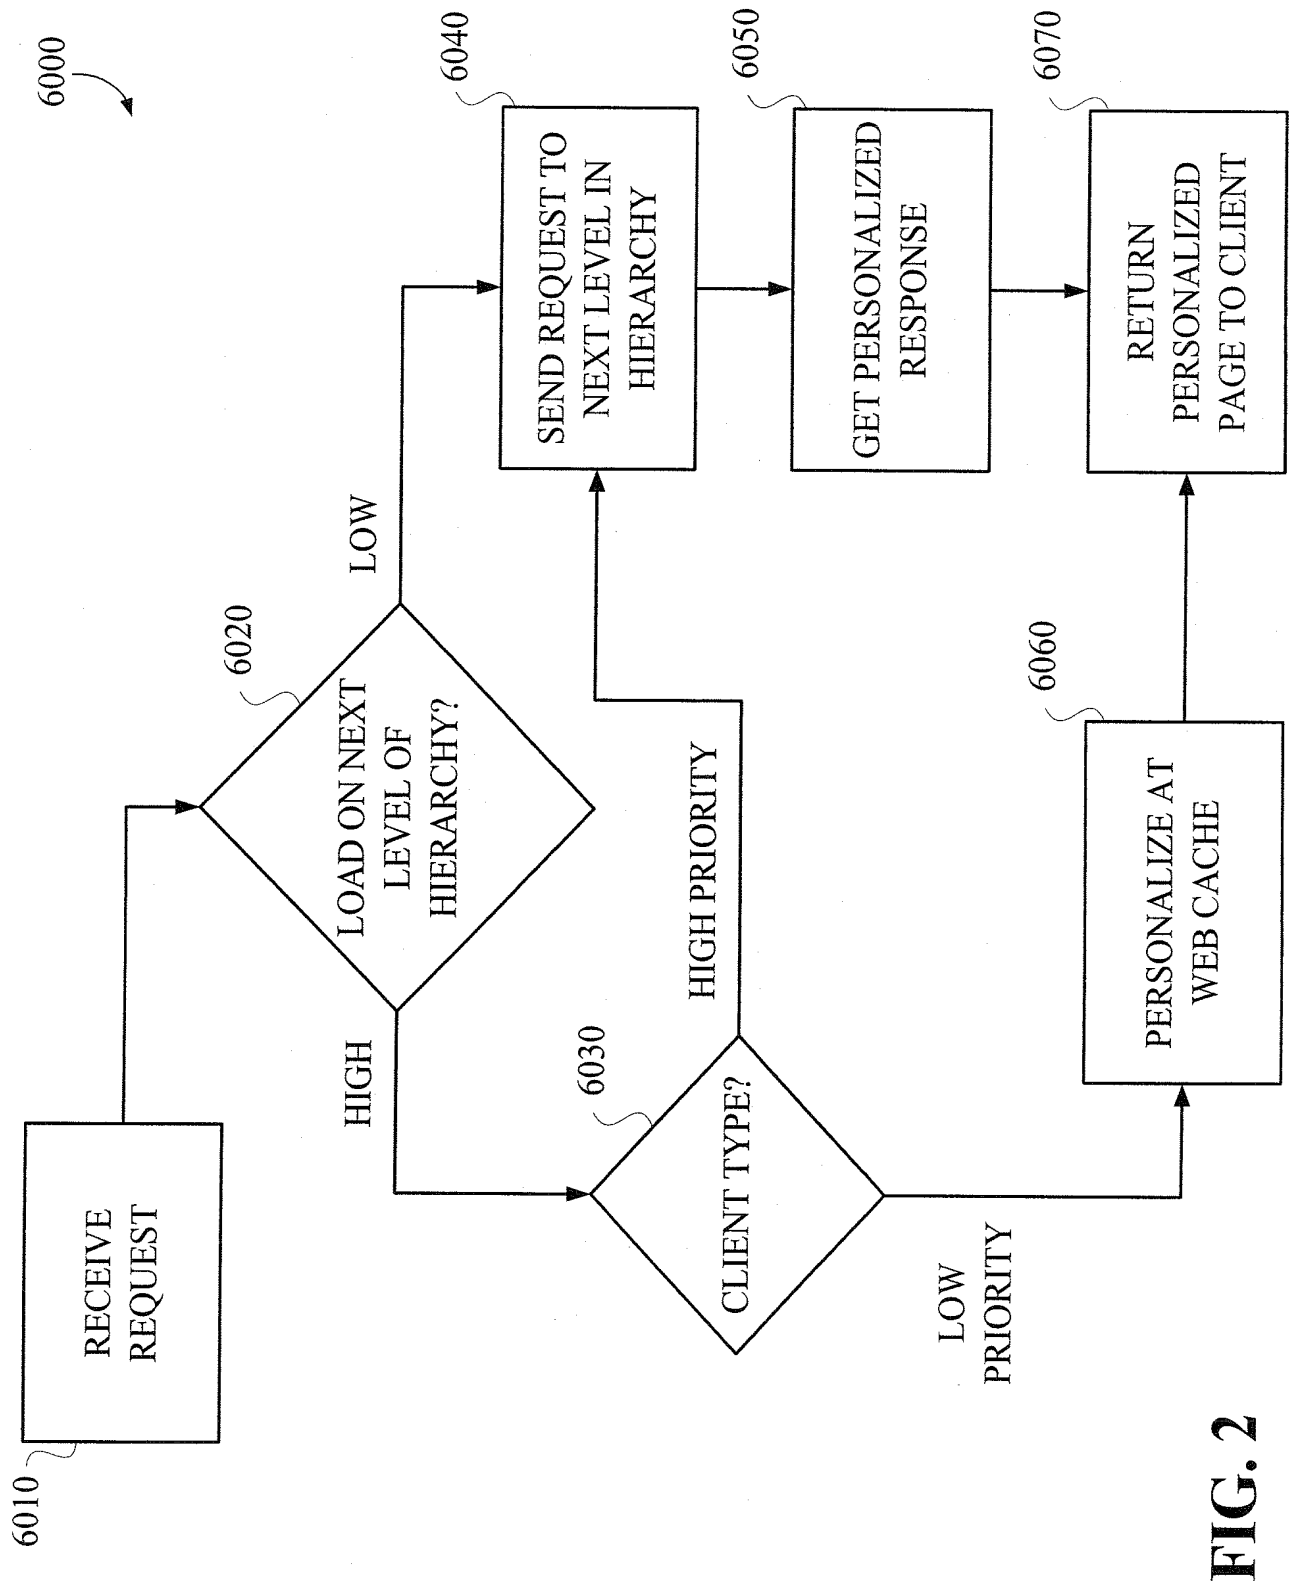 6000
6010
RECEIVE
REQUEST
6020
LOAD ON NEXT
LEVEL OF
HIERARCHY?
HIGH
LOW
6030
CLIENT TYPE?
HIGH PRIORITY
LOW
PRIORITY
6040
SEND REQUEST TO
NEXT LEVEL IN
HIERARCHY
6050
GET PERSONALIZED
RESPONSE
6060
PERSONALIZE AT
WEB CACHE
6070
RETURN
PERSONALIZED
PAGE TO CLIENT
FIG. 2